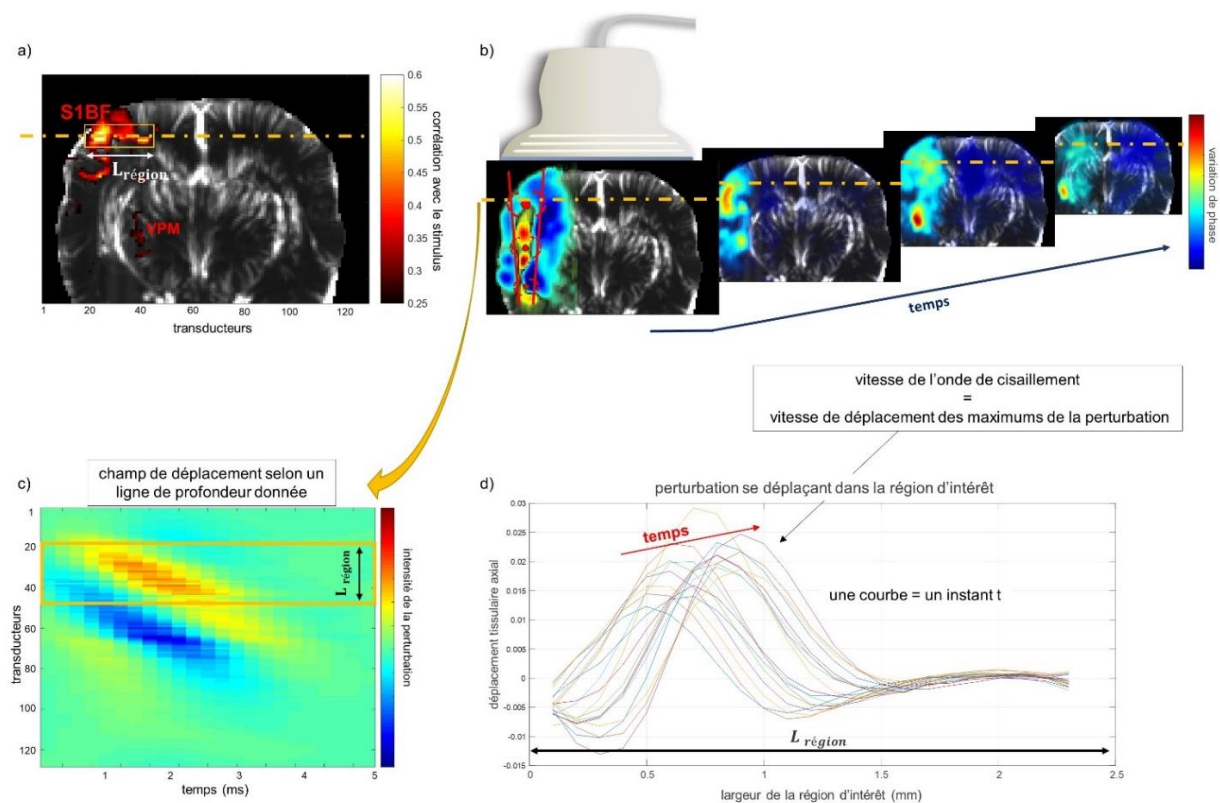 a)
S1BF
L région
VPM
0.6
0.55
0.5
0.45
0.4
0.35
0.3
0.25
corrélation avec le stimulus
1 20 40 60 80 100 120
transducteurs
b)
variation de phase
temps
vitesse de l'onde de cisaillement
=
vitesse de déplacement des maximums de la perturbation
c)
champ de déplacement selon un
ligne de profondeur donnée
1
20
40
60
80
100
120
transducteurs
L région
intensité de la perturbation
1 2 3 4 5
temps (ms)
d)
perturbation se déplaçant dans la région d'intérêt
temps
une courbe = un instant t
0.03
0.025
0.02
0.015
0.01
0.005
0
-0.005
-0.01
-0.015
déplacement tissulaire axial
L région
0 0.5 1 1.5 2 2.5
largeur de la région d'intérêt (mm)